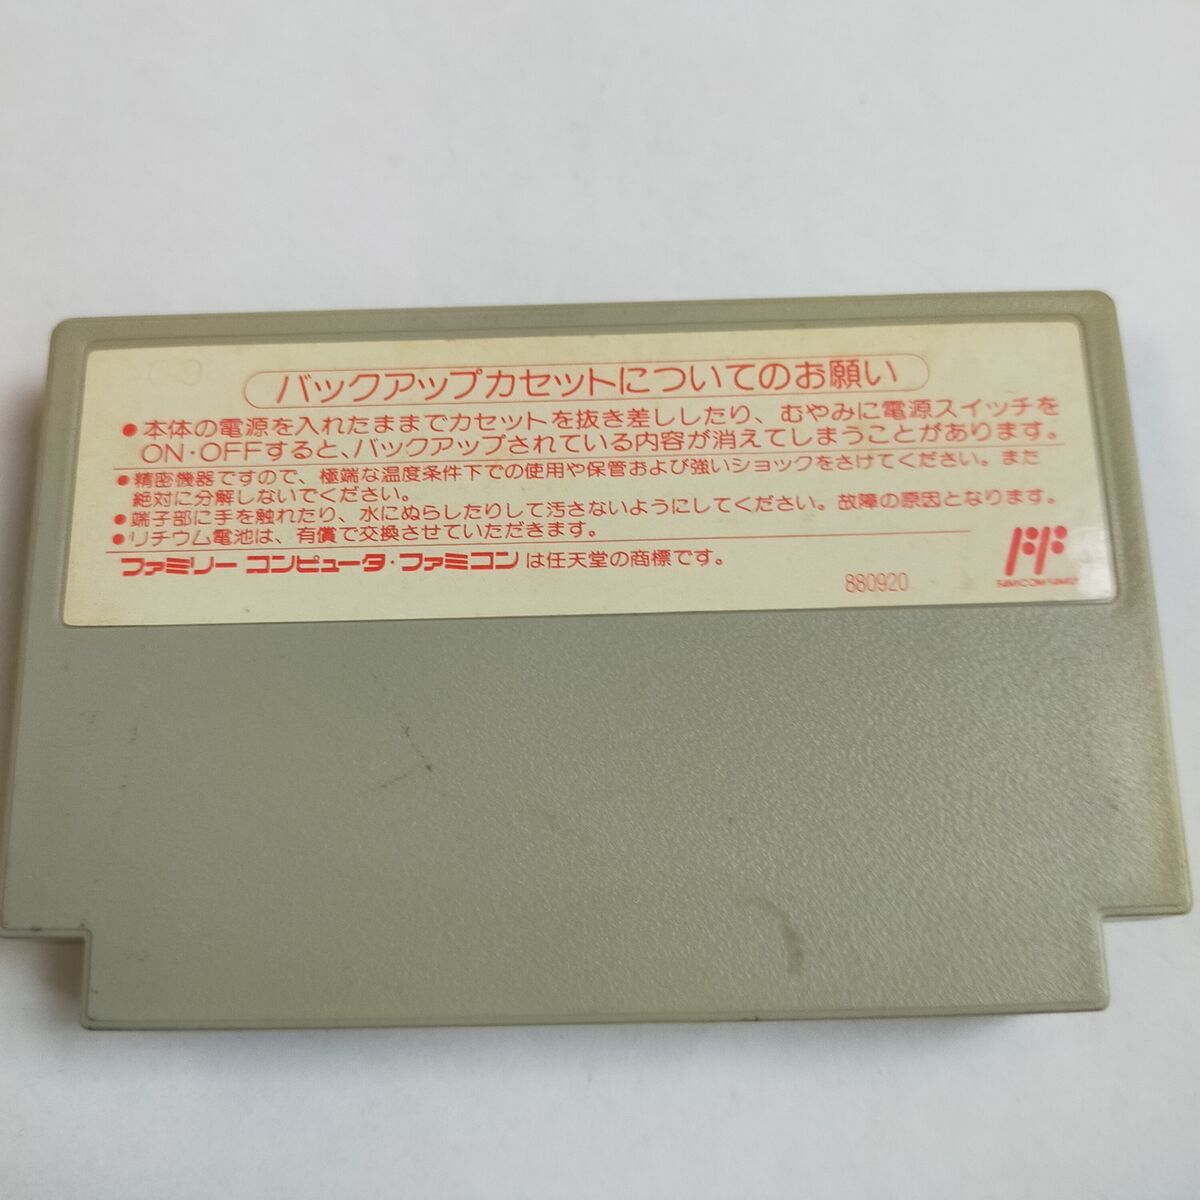 バックアップカセットについてのお願い
●本体の電源を入れたままでカセットを抜き差ししたり、むやみに電源スイッチを
ON・OFFすると、バックアップされている内容が消えてしまうことがあります。
●精密機器ですので、極端な温度条件下での使用や保管および強いショックをさけてください。また
絶対に分解しないでください。
●端子部に手を触れたり、水にぬらしたりして汚さないようにしてください。故障の原因となります。
●リチウム電池は、有償で交換させていただきます。
ファミリーコンピュータ・ファミコンは任天堂の商標です。
880920
FF